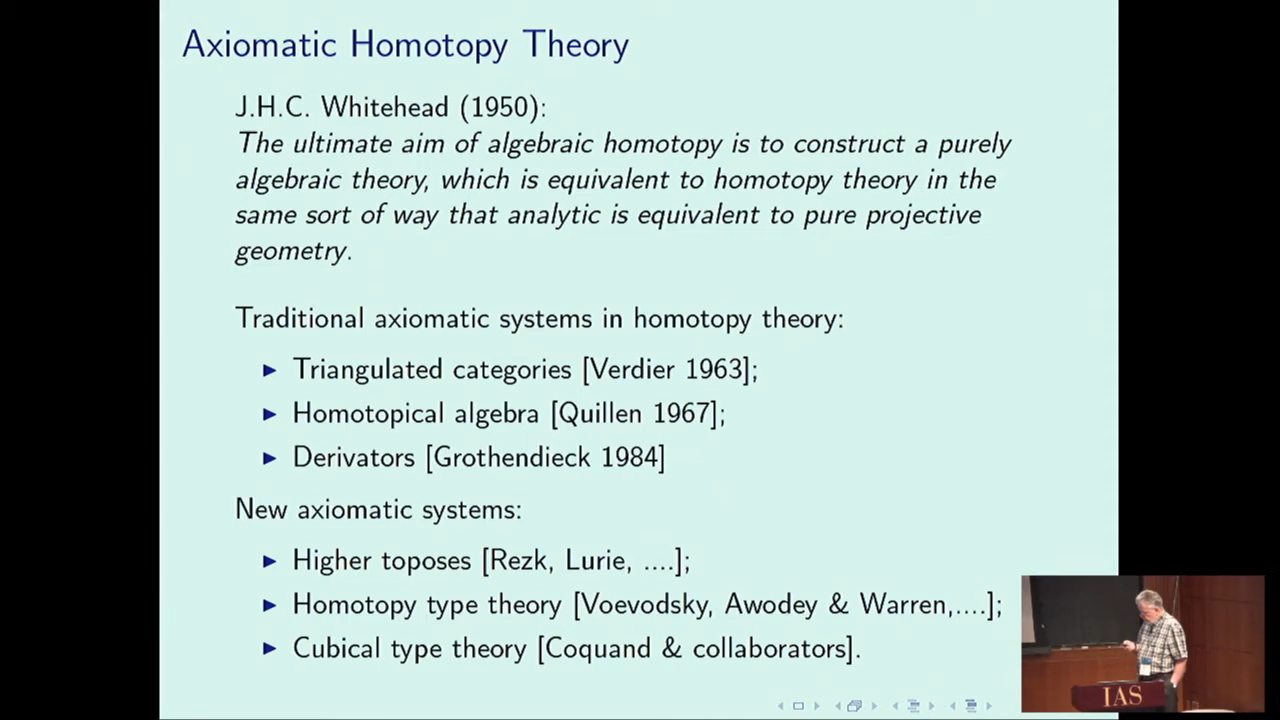 Axiomatic Homotopy Theory
J.H.C. Whitehead (1950):
The ultimate aim of algebraic homotopy is to construct a purely
algebraic theory, which is equivalent to homotopy theory in the
same sort of way that analytic is equivalent to pure projective
geometry.
Traditional axiomatic systems in homotopy theory:
▶ Triangulated categories [Verdier 1963];
▶ Homotopical algebra [Quillen 1967];
▶ Derivators [Grothendieck 1984]
New axiomatic systems:
▶ Higher toposes [Rezk, Lurie, ....];
▶ Homotopy type theory [Voevodsky, Awodey & Warren,....];
▶ Cubical type theory [Coquand & collaborators].
IAS